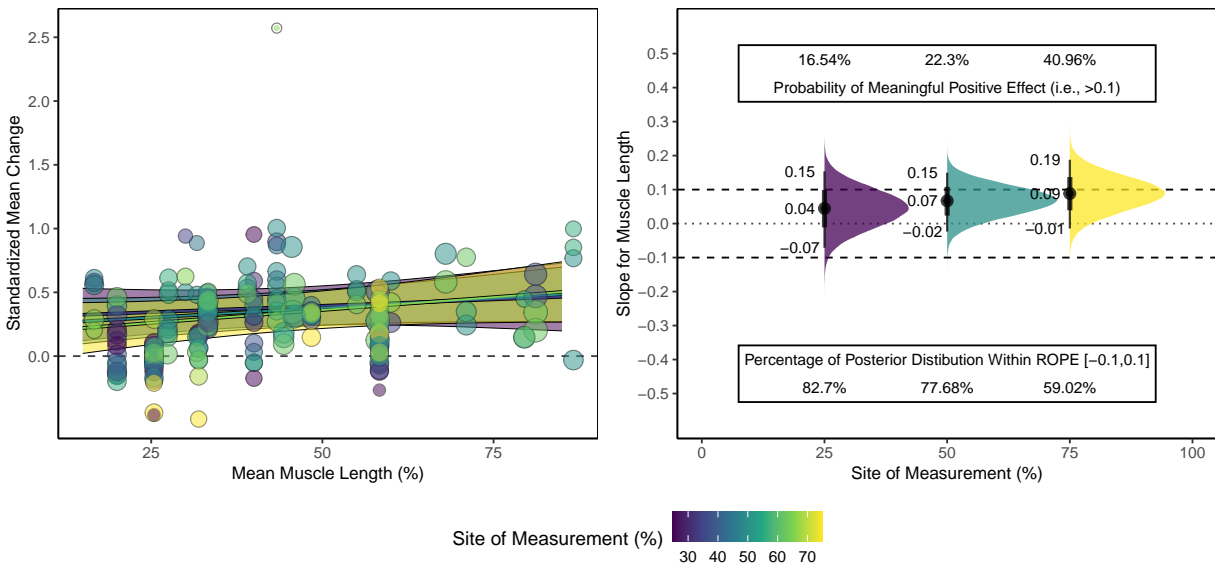 2.5
2.0
1.5
1.0
0.5
0.0
Standardized Mean Change
25
50
75
Mean Muscle Length (%)
0.5
0.4
0.3
0.2
0.1
0.0
−0.1
−0.2
−0.3
−0.4
−0.5
Slope for Muscle Length
16.54% 22.3% 40.96%
Probability of Meaningful Positive Effect (i.e., >0.1)
0.15 0.15 0.19
0.04 0.07 0.09
−0.07 −0.02 −0.01
Percentage of Posterior Distibution Within ROPE [−0.1,0.1]
82.7% 77.68% 59.02%
0 25 50 75 100
Site of Measurement (%)
Site of Measurement (%)
30 40 50 60 70